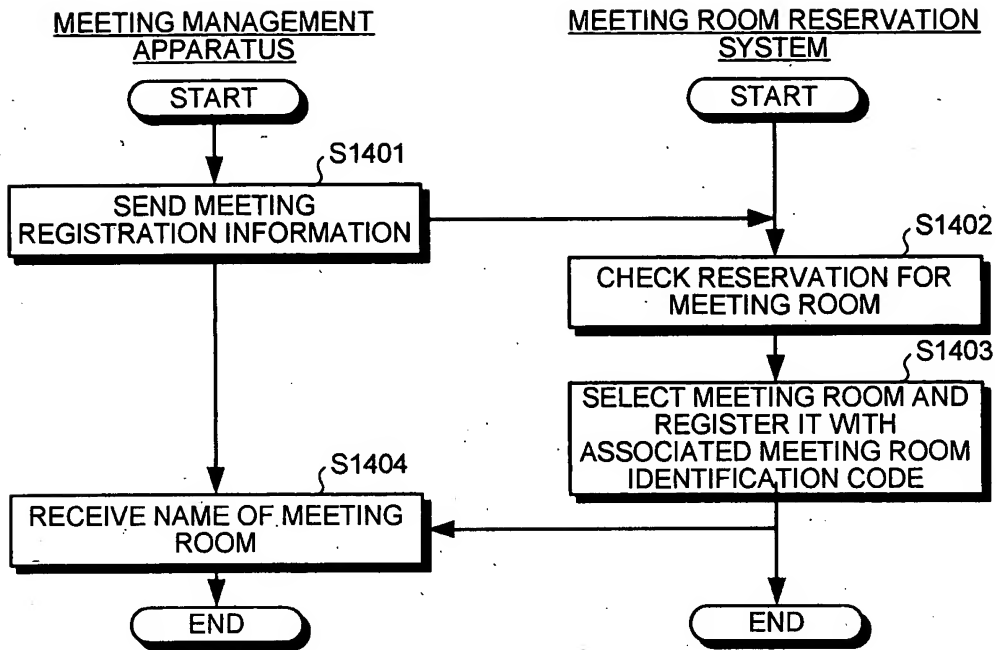 MEETING MANAGEMENT
APPARATUS
START
S1401
SEND MEETING
REGISTRATION INFORMATION
S1404
RECEIVE NAME OF MEETING
ROOM
END
MEETING ROOM RESERVATION
SYSTEM
START
S1402
CHECK RESERVATION FOR
MEETING ROOM
S1403
SELECT MEETING ROOM AND
REGISTER IT WITH
ASSOCIATED MEETING ROOM
IDENTIFICATION CODE
END